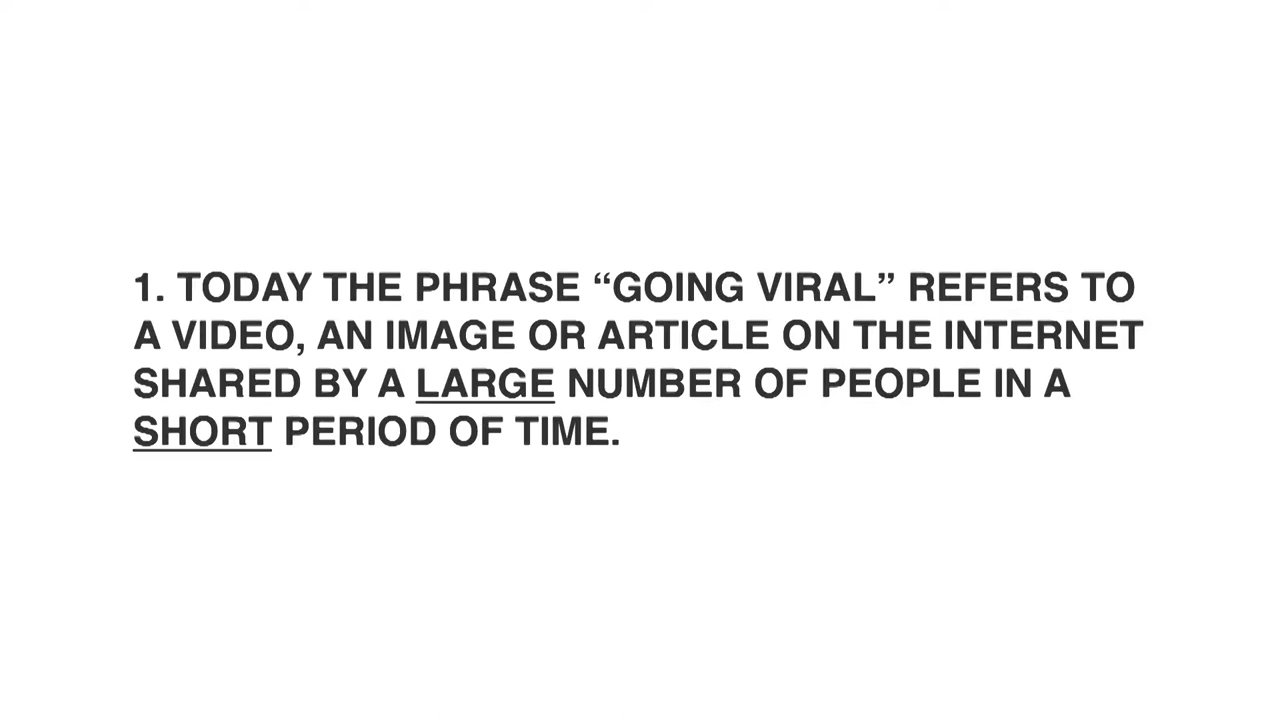 1. TODAY THE PHRASE “GOING VIRAL” REFERS TO
A VIDEO, AN IMAGE OR ARTICLE ON THE INTERNET
SHARED BY A LARGE NUMBER OF PEOPLE IN A
SHORT PERIOD OF TIME.